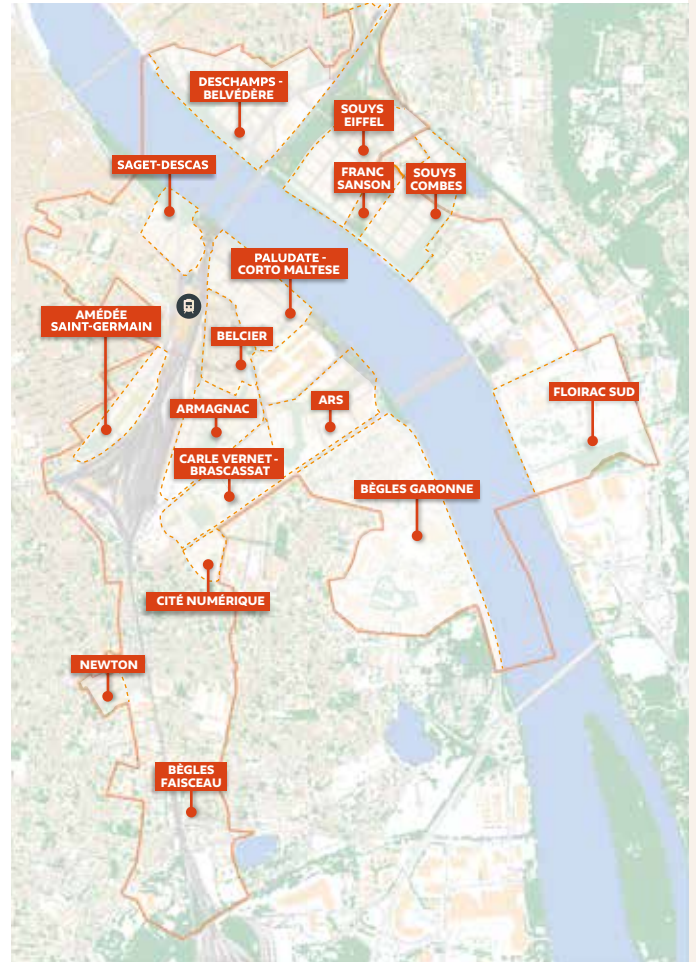 DESCHAMPS -
BELVÉDÈRE
SOUYS
EIFFEL
SAGET-DESCAS
FRANC
SANSON
SOUYS
COMBES
PALUDATE -
CORTO MALTESE
AMÉDÉE
SAINT-GERMAIN
BELCIER
FLOIRAC SUD
ARS
ARMAGNAC
CARLE VERNET -
BRASCASSAT
BÈGLES GARONNE
CITÉ NUMÉRIQUE
NEWTON
BÈGLES
FAISCEAU